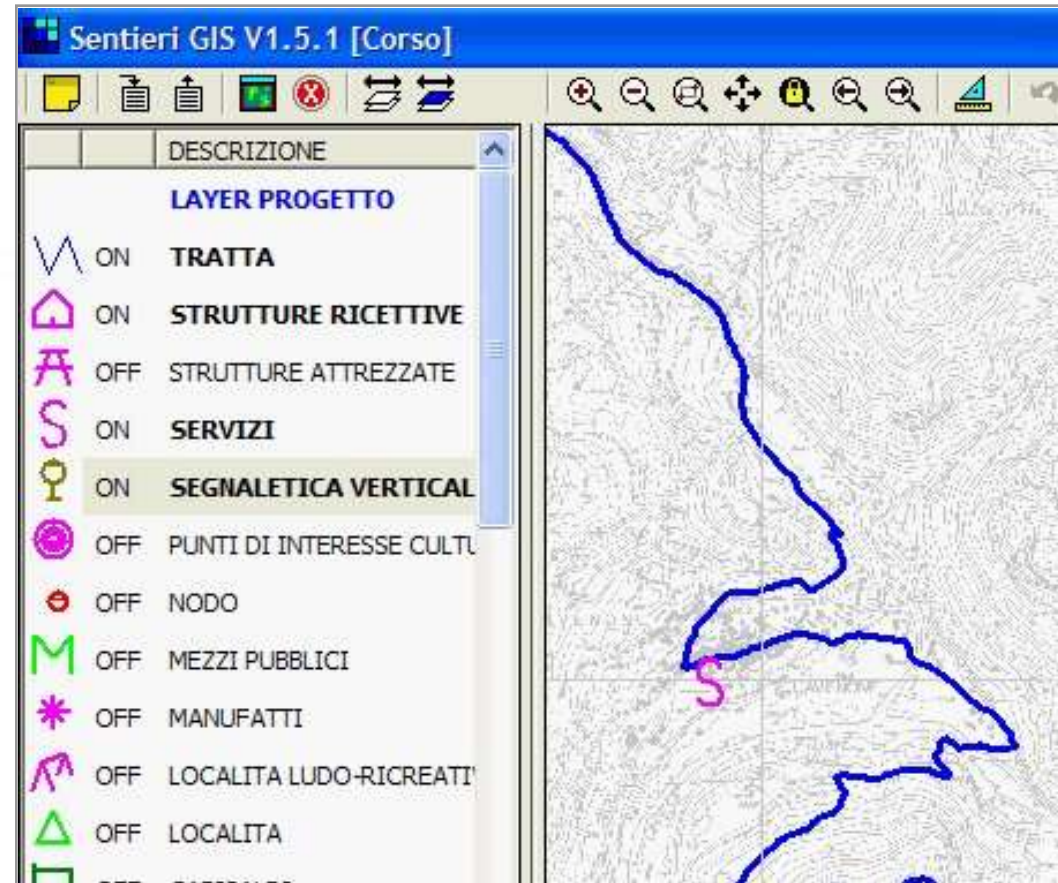 Sentieri GIS V1.5.1 [Corso]
DESCRIZIONE
LAYER PROGETTO
ON TRATTA
ON STRUTTURE RICETTIVE
OFF STRUTTURE ATTREZZATE
ON SERVIZI
ON SEGNALETICA VERTICAL
OFF PUNTI DI INTERESSE CULTU
OFF NODO
OFF MEZZI PUBBLICI
OFF MANUFATTI
OFF LOCALITA LUDO-RICREATI
OFF LOCALITA
S